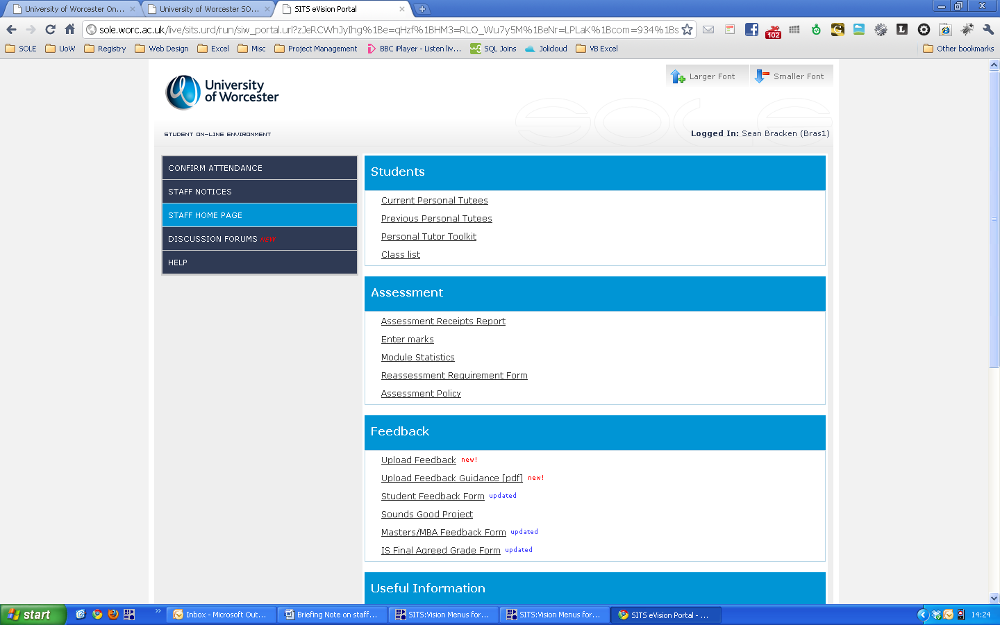 University of Worcester On...
University of Worcester SO...
SITS eVision Portal
sole.worc.ac.uk/live/sits.urd/run/siw_portal.url?zJeRCWhJyIhg%1Be=qHzf%1BHM3=RLO_Wu7y5M%1BeNr=LPLaK%1Bcom=934%1Bs
102
SOLE
UoW
Registry
Web Design
Excel
Misc
Project Management
BBC iPlayer - Listen liv...
SQL Joins
Jolicloud
VB Excel
Other bookmarks
University
of Worcester
Larger Font
Smaller Font
SOLE
STUDENT ON-LINE ENVIRONMENT
Logged In: Sean Bracken (Bras1)
CONFIRM ATTENDANCE
STAFF NOTICES
STAFF HOME PAGE
DISCUSSION FORUMS NEW
HELP
Students
Current Personal Tutees
Previous Personal Tutees
Personal Tutor Toolkit
Class list
Assessment
Assessment Receipts Report
Enter marks
Module Statistics
Reassessment Requirement Form
Assessment Policy
Feedback
Upload Feedback new!
Upload Feedback Guidance [pdf] new!
Student Feedback Form updated
Sounds Good Project
Masters/MBA Feedback Form updated
IS Final Agreed Grade Form updated
Useful Information
start
Inbox - Microsoft Out...
Briefing Note on staff...
SITS:Vision Menus for...
SITS:Vision Menus for...
SITS eVision Portal - ...
14:24